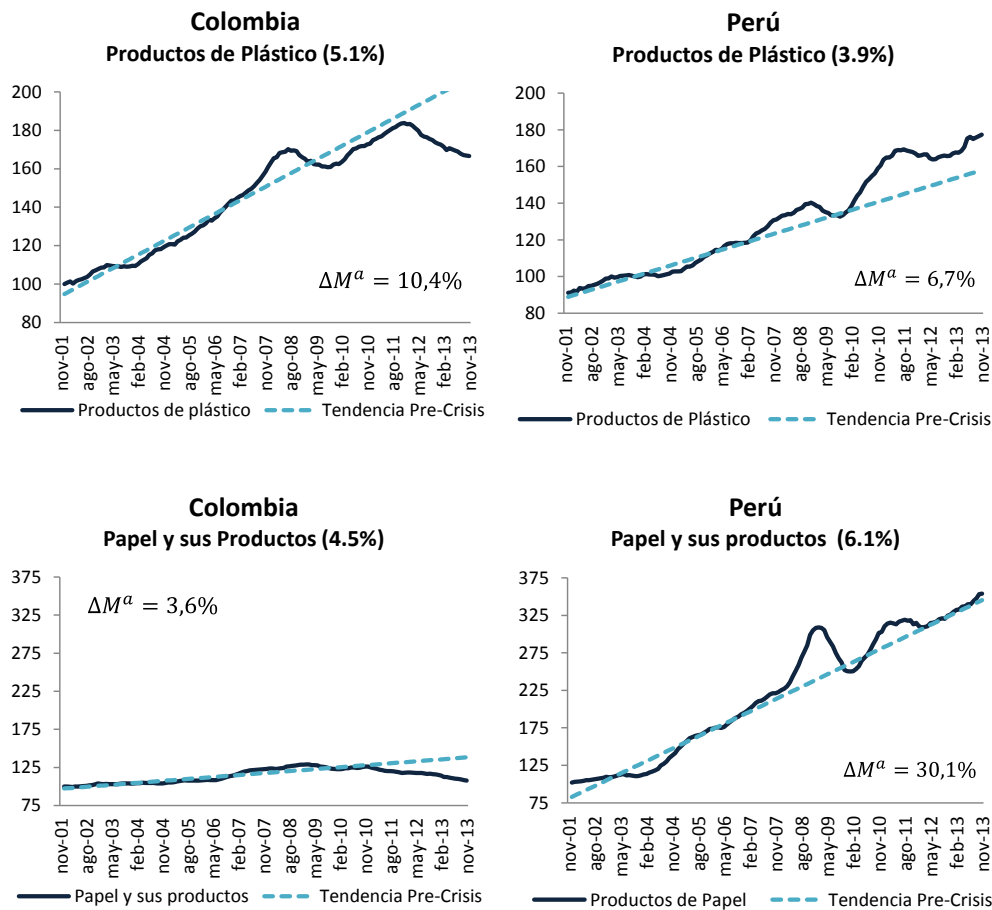 Colombia
Productos de Plástico (5.1%)
200
180
160
140
120
100
80
ΔMᵃ = 10,4%
nov-01
ago-02
may-03
feb-04
nov-04
ago-05
may-06
feb-07
nov-07
ago-08
may-09
feb-10
nov-10
ago-11
may-12
feb-13
nov-13
Productos de plástico Tendencia Pre-Crisis
Perú
Productos de Plástico (3.9%)
200
180
160
140
120
100
80
ΔMᵃ = 6,7%
nov-01
ago-02
may-03
feb-04
nov-04
ago-05
may-06
feb-07
nov-07
ago-08
may-09
feb-10
nov-10
ago-11
may-12
feb-13
nov-13
Productos de Plástico Tendencia Pre-Crisis
Colombia
Papel y sus Productos (4.5%)
375
325
275
225
175
125
75
ΔMᵃ = 3,6%
nov-01
ago-02
may-03
feb-04
nov-04
ago-05
may-06
feb-07
nov-07
ago-08
may-09
feb-10
nov-10
ago-11
may-12
feb-13
nov-13
Papel y sus productos Tendencia Pre-Crisis
Perú
Papel y sus productos (6.1%)
375
325
275
225
175
125
75
ΔMᵃ = 30,1%
nov-01
ago-02
may-03
feb-04
nov-04
ago-05
may-06
feb-07
nov-07
ago-08
may-09
feb-10
nov-10
ago-11
may-12
feb-13
nov-13
Productos de Papel Tendencia Pre-Crisis